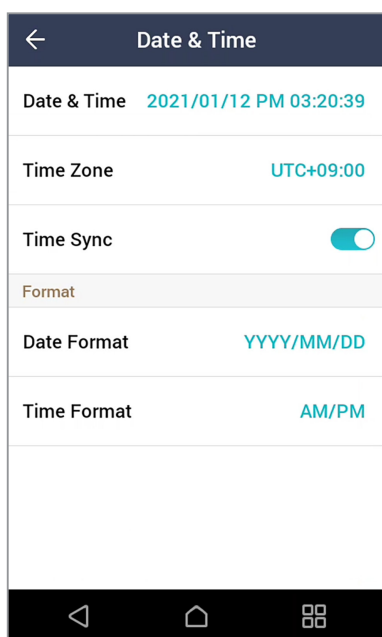 Date & Time
Date & Time 2021/01/12 PM 03:20:39
Time Zone UTC+09:00
Time Sync
Format
Date Format YYYY/MM/DD
Time Format AM/PM